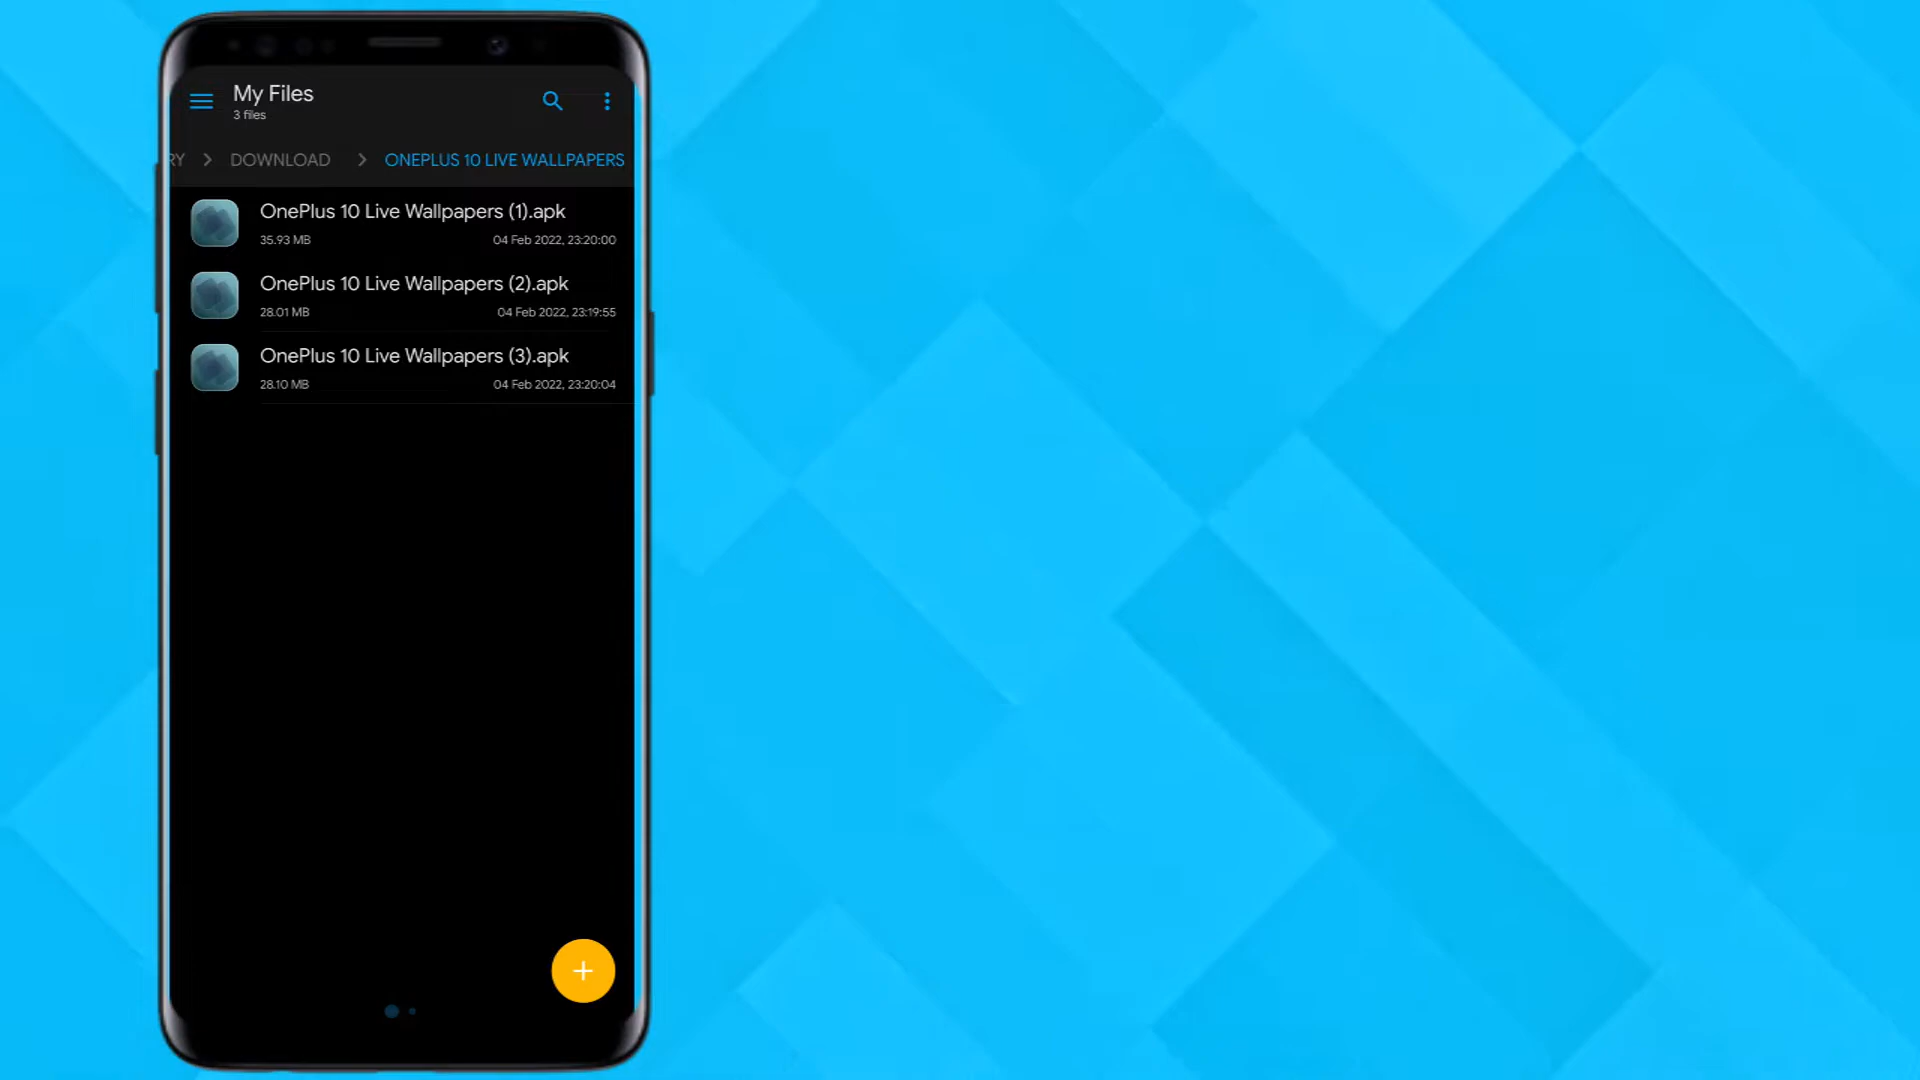 My Files
3 files
RY > DOWNLOAD > ONEPLUS 10 LIVE WALLPAPERS
OnePlus 10 Live Wallpapers (1).apk
35.93 MB 04 Feb 2022, 23:20:00
OnePlus 10 Live Wallpapers (2).apk
28.01 MB 04 Feb 2022, 23:19:55
OnePlus 10 Live Wallpapers (3).apk
28.10 MB 04 Feb 2022, 23:20:04